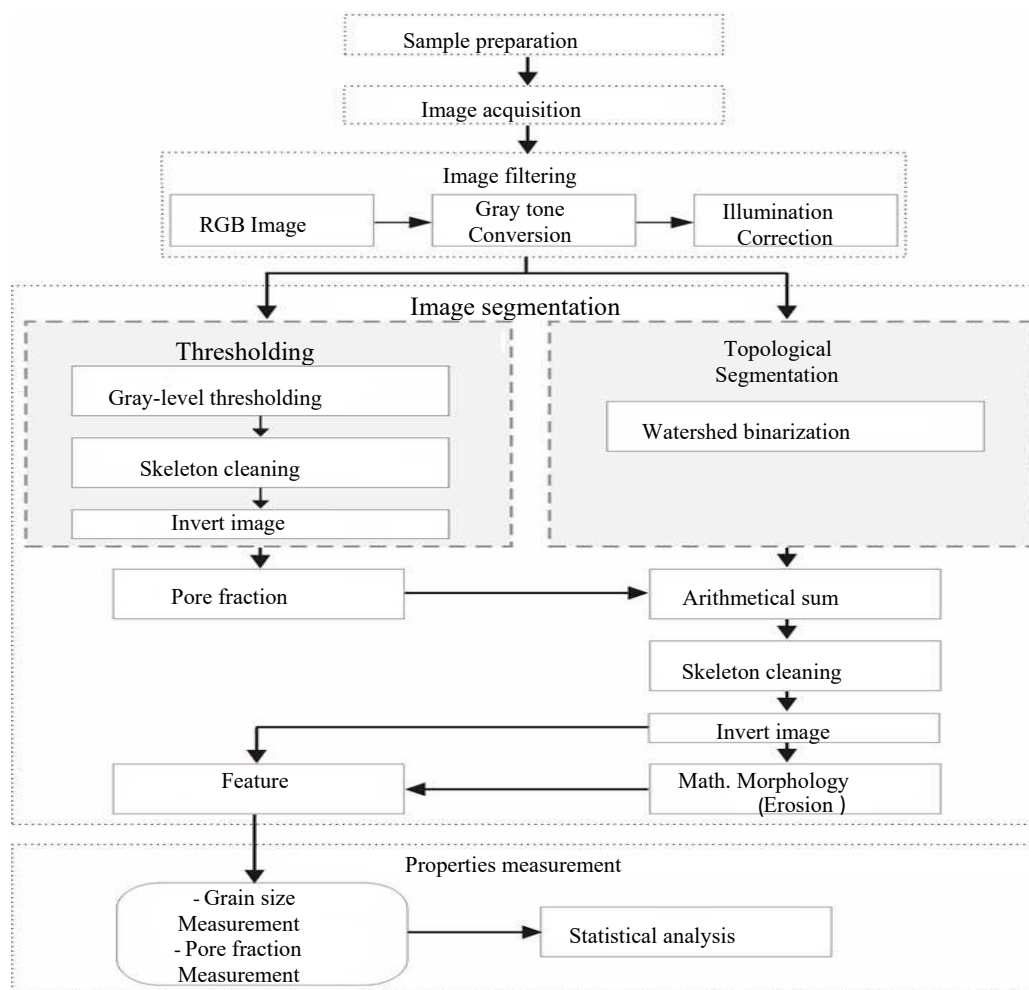 Sample preparation
Image acquisition
Image filtering
RGB Image
Gray tone
Conversion
Illumination
Correction
Image segmentation
Thresholding
Gray-level thresholding
Skeleton cleaning
Invert image
Topological
Segmentation
Watershed binarization
Pore fraction
Arithmetical sum
Skeleton cleaning
Invert image
Feature
Math. Morphology
(Erosion )
Properties measurement
- Grain size
Measurement
- Pore fraction
Measurement
Statistical analysis